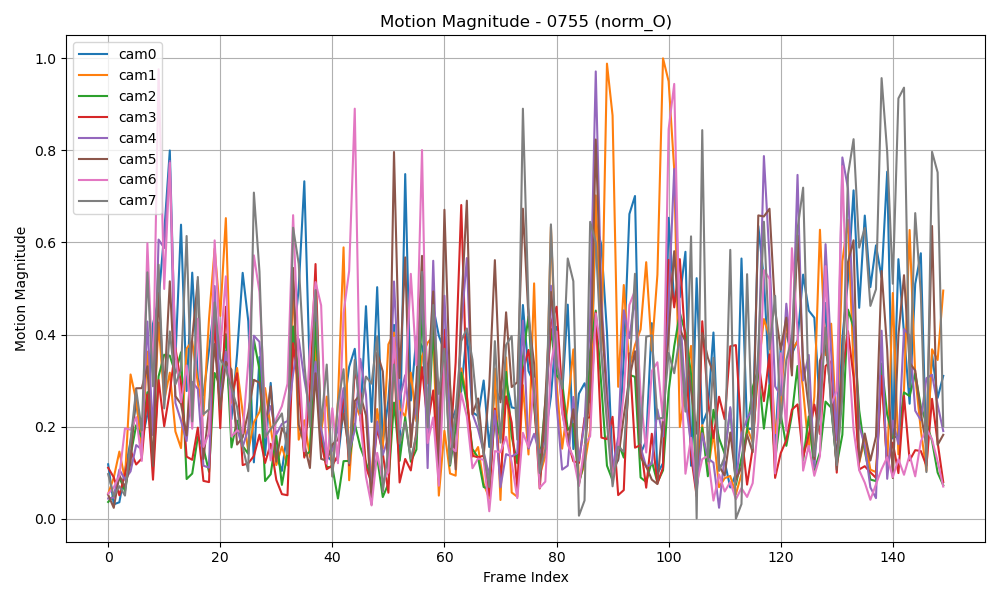 Motion Magnitude - 0755 (norm_O)
cam0
cam1
cam2
cam3
cam4
cam5
cam6
cam7
Motion Magnitude
1.0
0.8
0.6
0.4
0.2
0.0
0 20 40 60 80 100 120 140
Frame Index